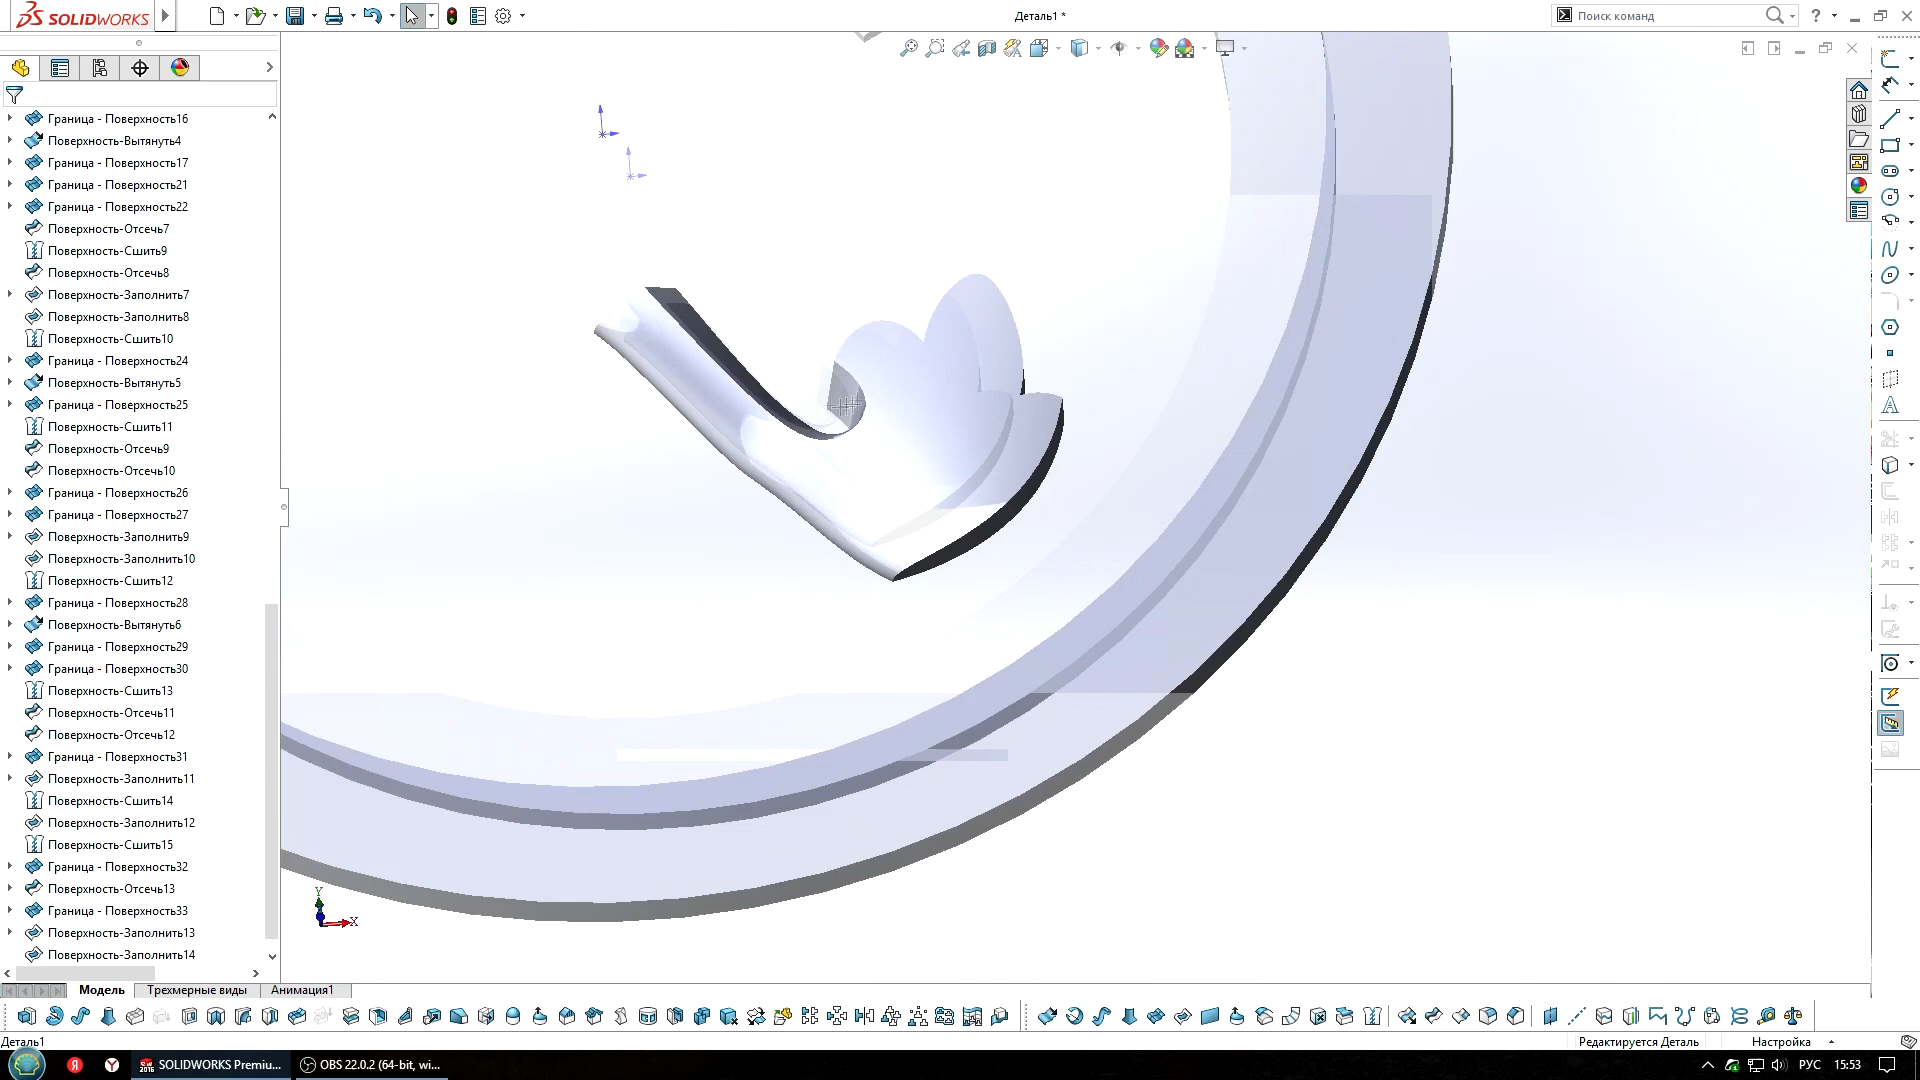 SOLIDWORKS
Деталь1 *
Поиск команд
Граница - Поверхность16
Поверхность-Вытянуть4
Граница - Поверхность17
Граница - Поверхность21
Граница - Поверхность22
Поверхность-Отсечь7
Поверхность-Сшить9
Поверхность-Отсечь8
Поверхность-Заполнить7
Поверхность-Заполнить8
Поверхность-Сшить10
Граница - Поверхность24
Поверхность-Вытянуть5
Граница - Поверхность25
Поверхность-Сшить11
Поверхность-Отсечь9
Поверхность-Отсечь10
Граница - Поверхность26
Граница - Поверхность27
Поверхность-Заполнить9
Поверхность-Заполнить10
Поверхность-Сшить12
Граница - Поверхность28
Поверхность-Вытянуть6
Граница - Поверхность29
Граница - Поверхность30
Поверхность-Сшить13
Поверхность-Отсечь11
Поверхность-Отсечь12
Граница - Поверхность31
Поверхность-Заполнить11
Поверхность-Сшить14
Поверхность-Заполнить12
Поверхность-Сшить15
Граница - Поверхность32
Поверхность-Отсечь13
Граница - Поверхность33
Поверхность-Заполнить13
Поверхность-Заполнить14
Y
X
Модель Трехмерные виды Анимация1
Деталь1 Редактируется Деталь Настройка
SOLIDWORKS Premiu... OBS 22.0.2 (64-bit, wi... РУС 15:53